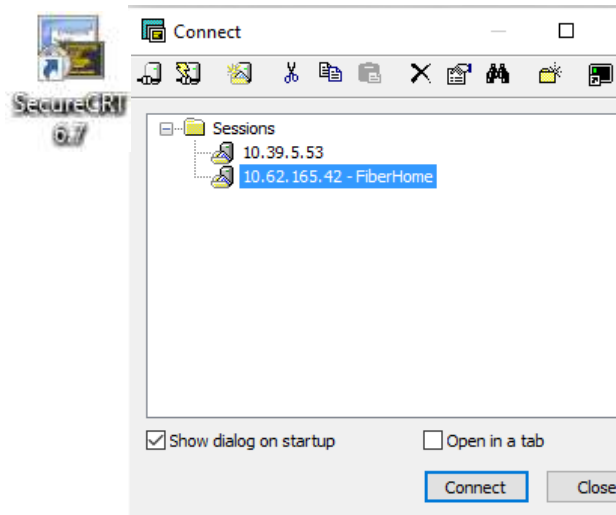 SecureCRT
6.7
Connect
Sessions
10.39.5.53
10.62.165.42 - FiberHome
Show dialog on startup
Open in a tab
Connect
Close